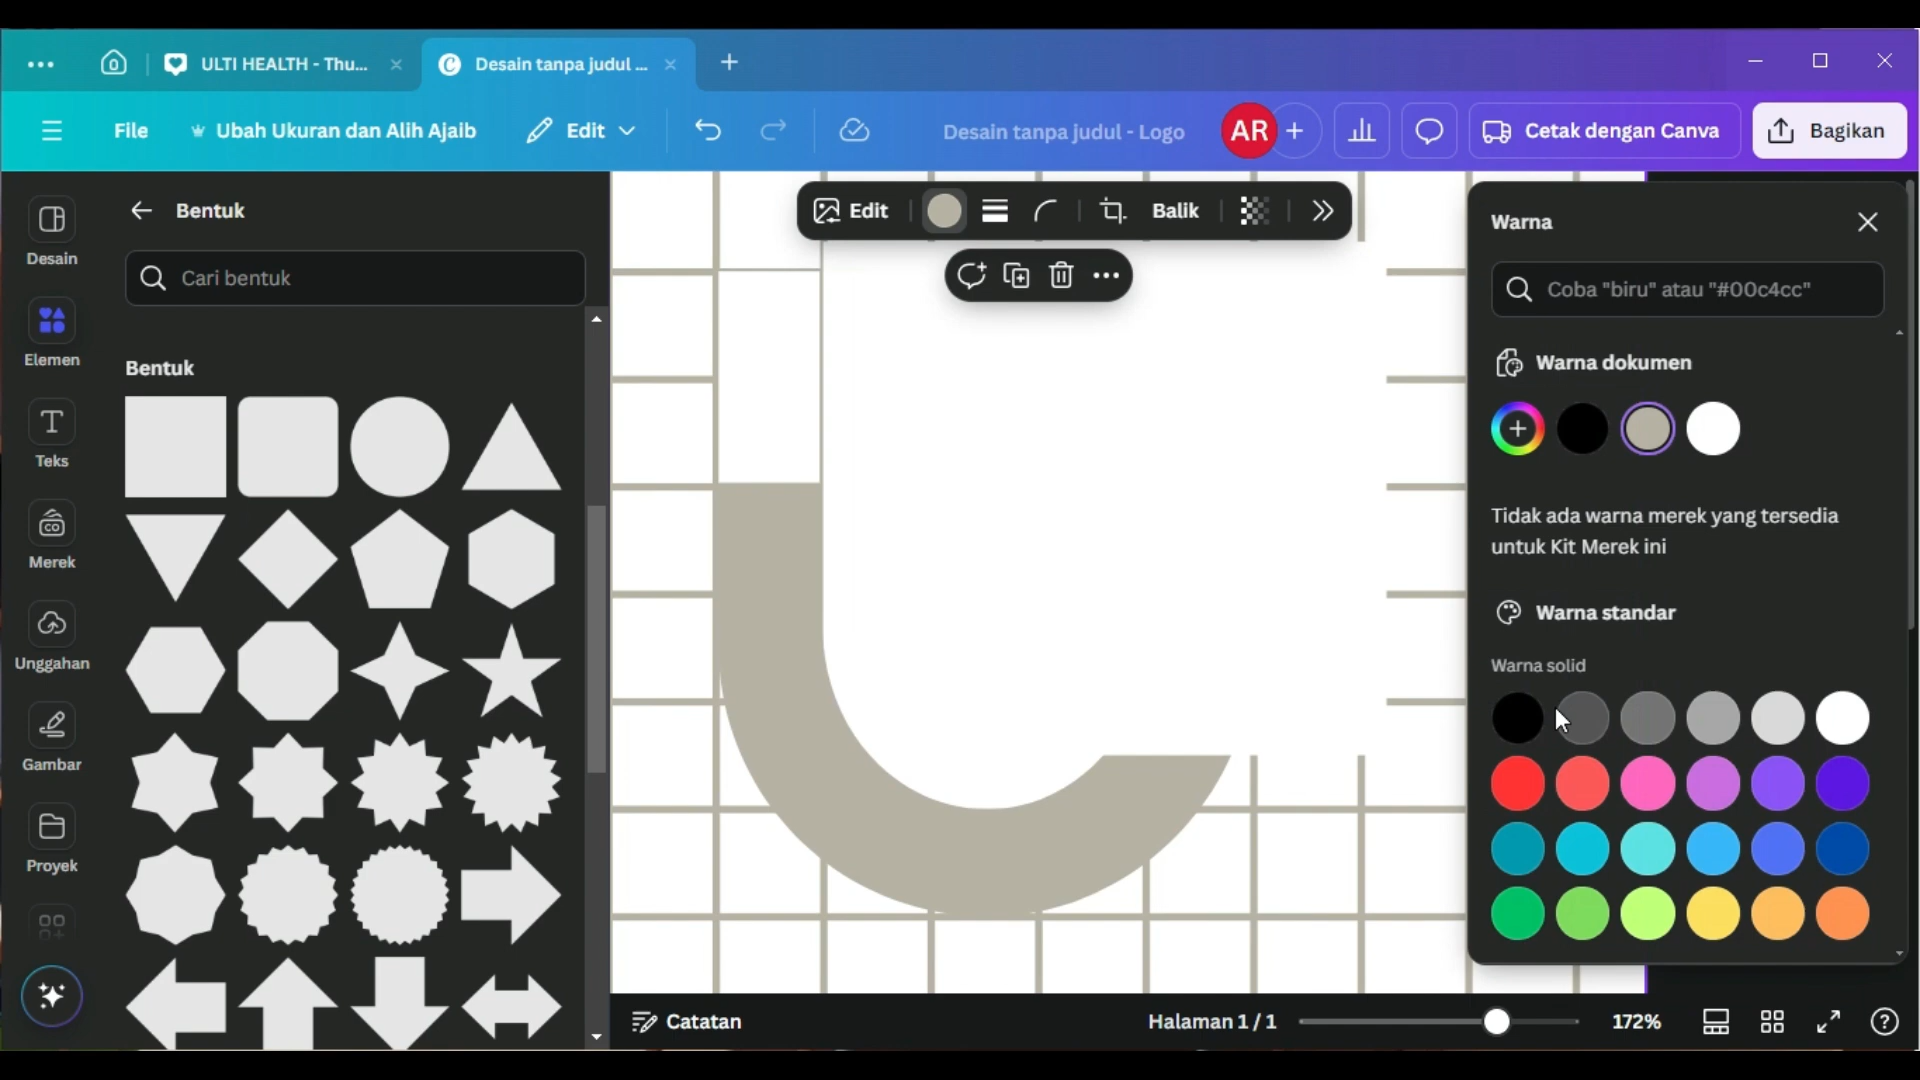 ULTI HEALTH - Thu...
Desain tanpa judul ...
File
Ubah Ukuran dan Alih Ajaib
Edit
Desain tanpa judul - Logo
AR
Cetak dengan Canva
Bagikan
Desain
Elemen
Teks
Merek
Unggahan
Gambar
Proyek
Bentuk
Cari bentuk
Bentuk
Edit
Balik
Warna
Coba "biru" atau "#00c4cc"
Warna dokumen
Tidak ada warna merek yang tersedia
untuk Kit Merek ini
Warna standar
Warna solid
Catatan
Halaman 1 / 1
172%